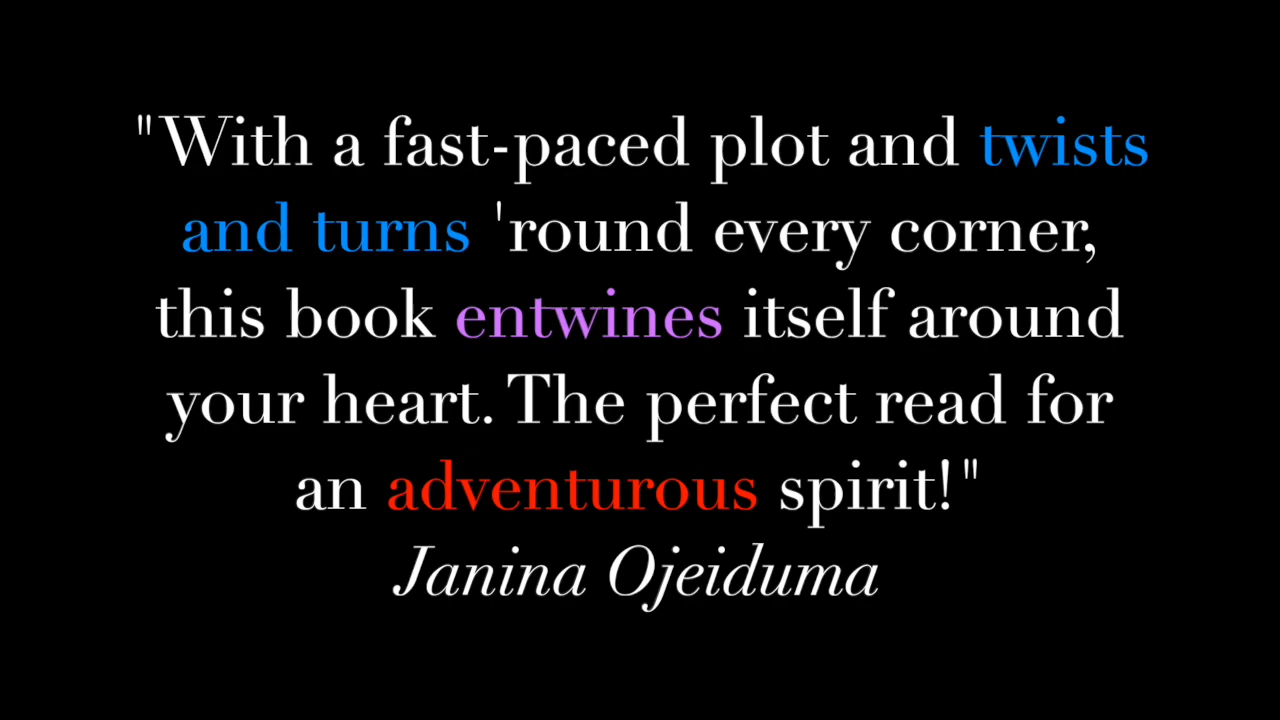 "With a fast-paced plot and twists
and turns 'round every corner,
this book entwines itself around
your heart. The perfect read for
an adventurous spirit!"
Janina Ojeiduma